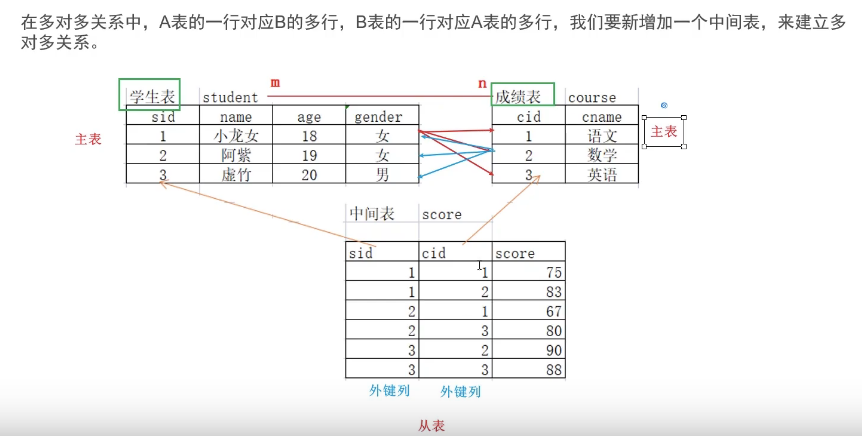 在多对多关系中，A表的一行对应B的多行，B表的一行对应A表的多行，我们要新增加一个中间表，来建立多
对多关系。
m n
学生表 student 成绩表 course
sid name age gender cid cname
主表 1 小龙女 18 女 1 语文 主表
2 阿紫 19 女 2 数学
3 虚竹 20 男 3 英语
中间表 score
sid cid score
1 1 75
1 2 83
2 1 67
2 3 80
3 2 90
3 3 88
外键列 外键列
从表